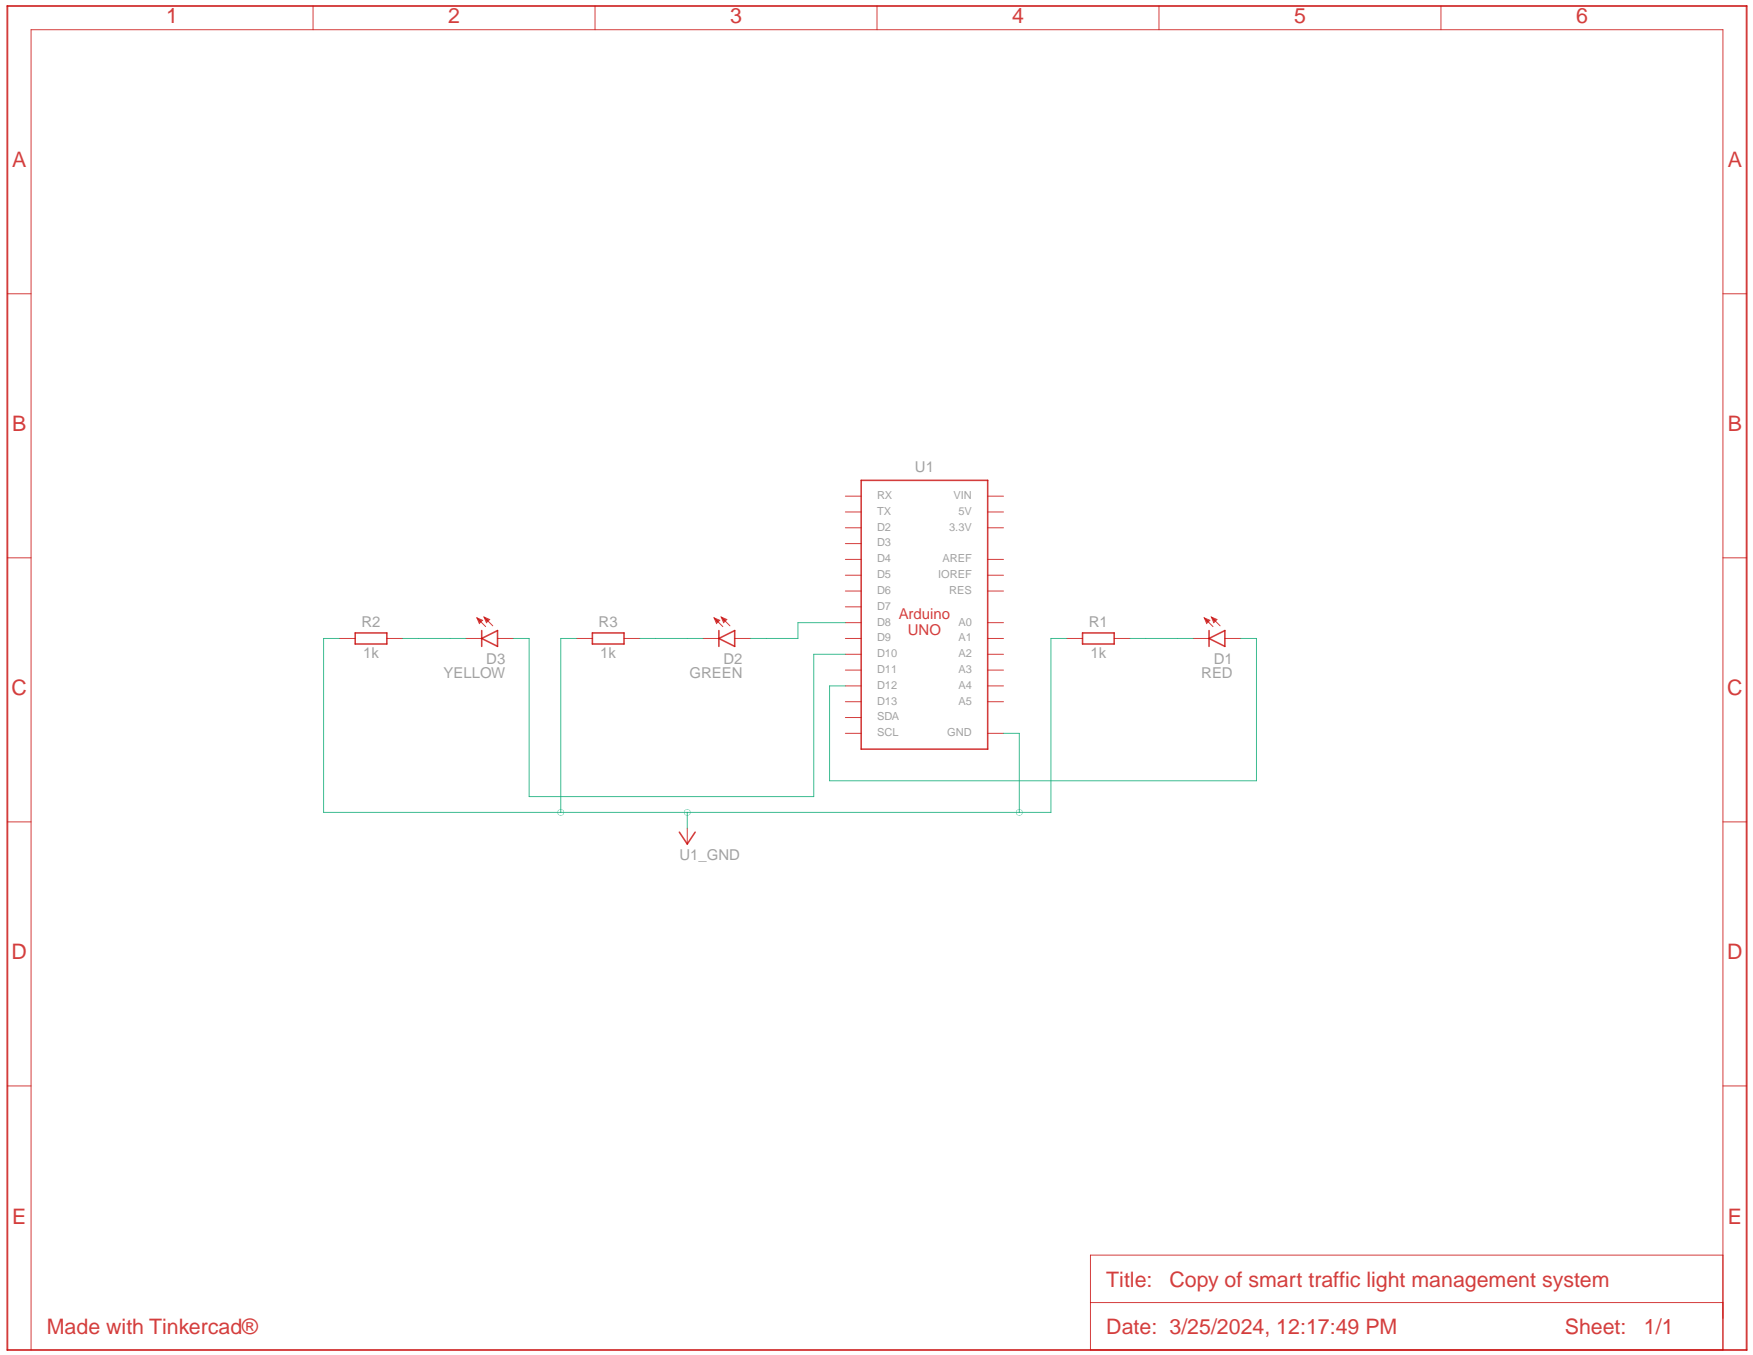 1 2 3 4 5 6
A A
B B
U1
RX VIN
TX 5V
D2 3.3V
D3
D4 AREF
D5 IOREF
D6 RES
D7
Arduino
UNO
D8 A0
D9 A1
D10 A2
D11 A3
D12 A4
D13 A5
SDA
SCL GND
R2
1k
D3
YELLOW
R3
1k
D2
GREEN
R1
1k
D1
RED
C C
U1_GND
D D
E E
Title: Copy of smart traffic light management system
Made with Tinkercad®
Date: 3/25/2024, 12:17:49 PM Sheet: 1/1